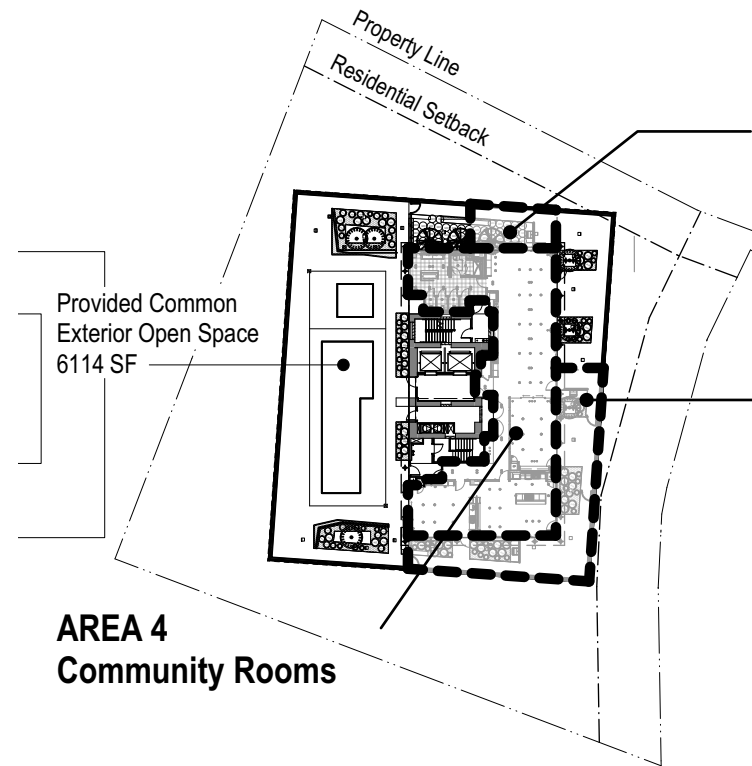 Property Line
Residential Setback
Provided Common
Exterior Open Space
6114 SF
AREA 4
Community Rooms